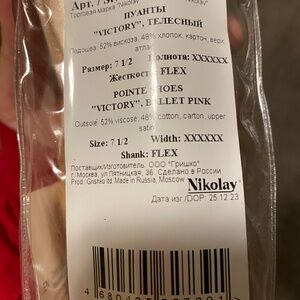 Арт. / St
Торговая марка "Nikolay"
ПУАНТЫ
"VICTORY", ТЕЛЕСНЫЙ
Подошва: 52% вискоза, 48% хлопок, картон, верх:
атлас
Размер: 7 1/2 Полнота: XXXXXX
Жесткость: FLEX
POINTE SHOES
"VICTORY", BALLET PINK
Outsole: 52% viscose, 48% cotton, carton, upper:
satin
Size: 7 1/2 Width: XXXXXX
Shank: FLEX
Поставщик/Изготовитель: ООО "Гришко"
г. Москва, ул Пятницкая, 36. Сделано в России
Prod.: Grishko ltd. Made in Russia, Moscow
Nikolay
Дата изг./DOP: 25.12.23